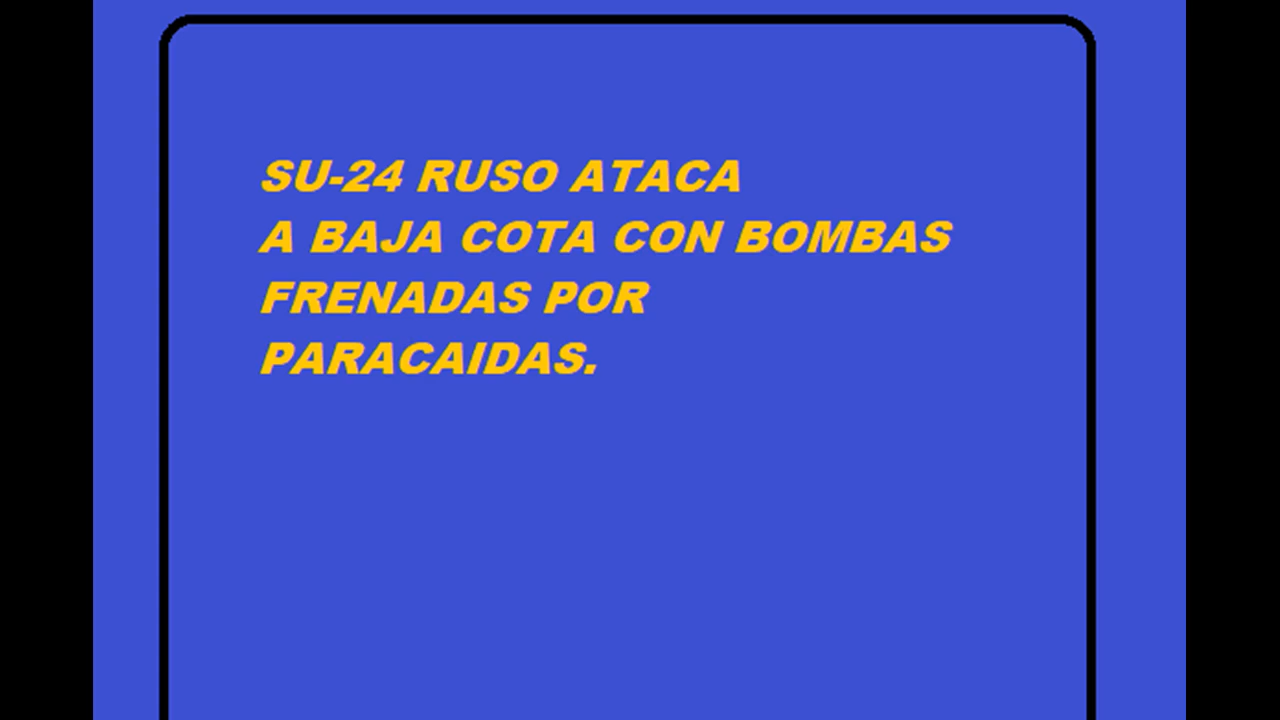 SU-24 RUSO ATACA
A BAJA COTA CON BOMBAS
FRENADAS POR
PARACAIDAS.